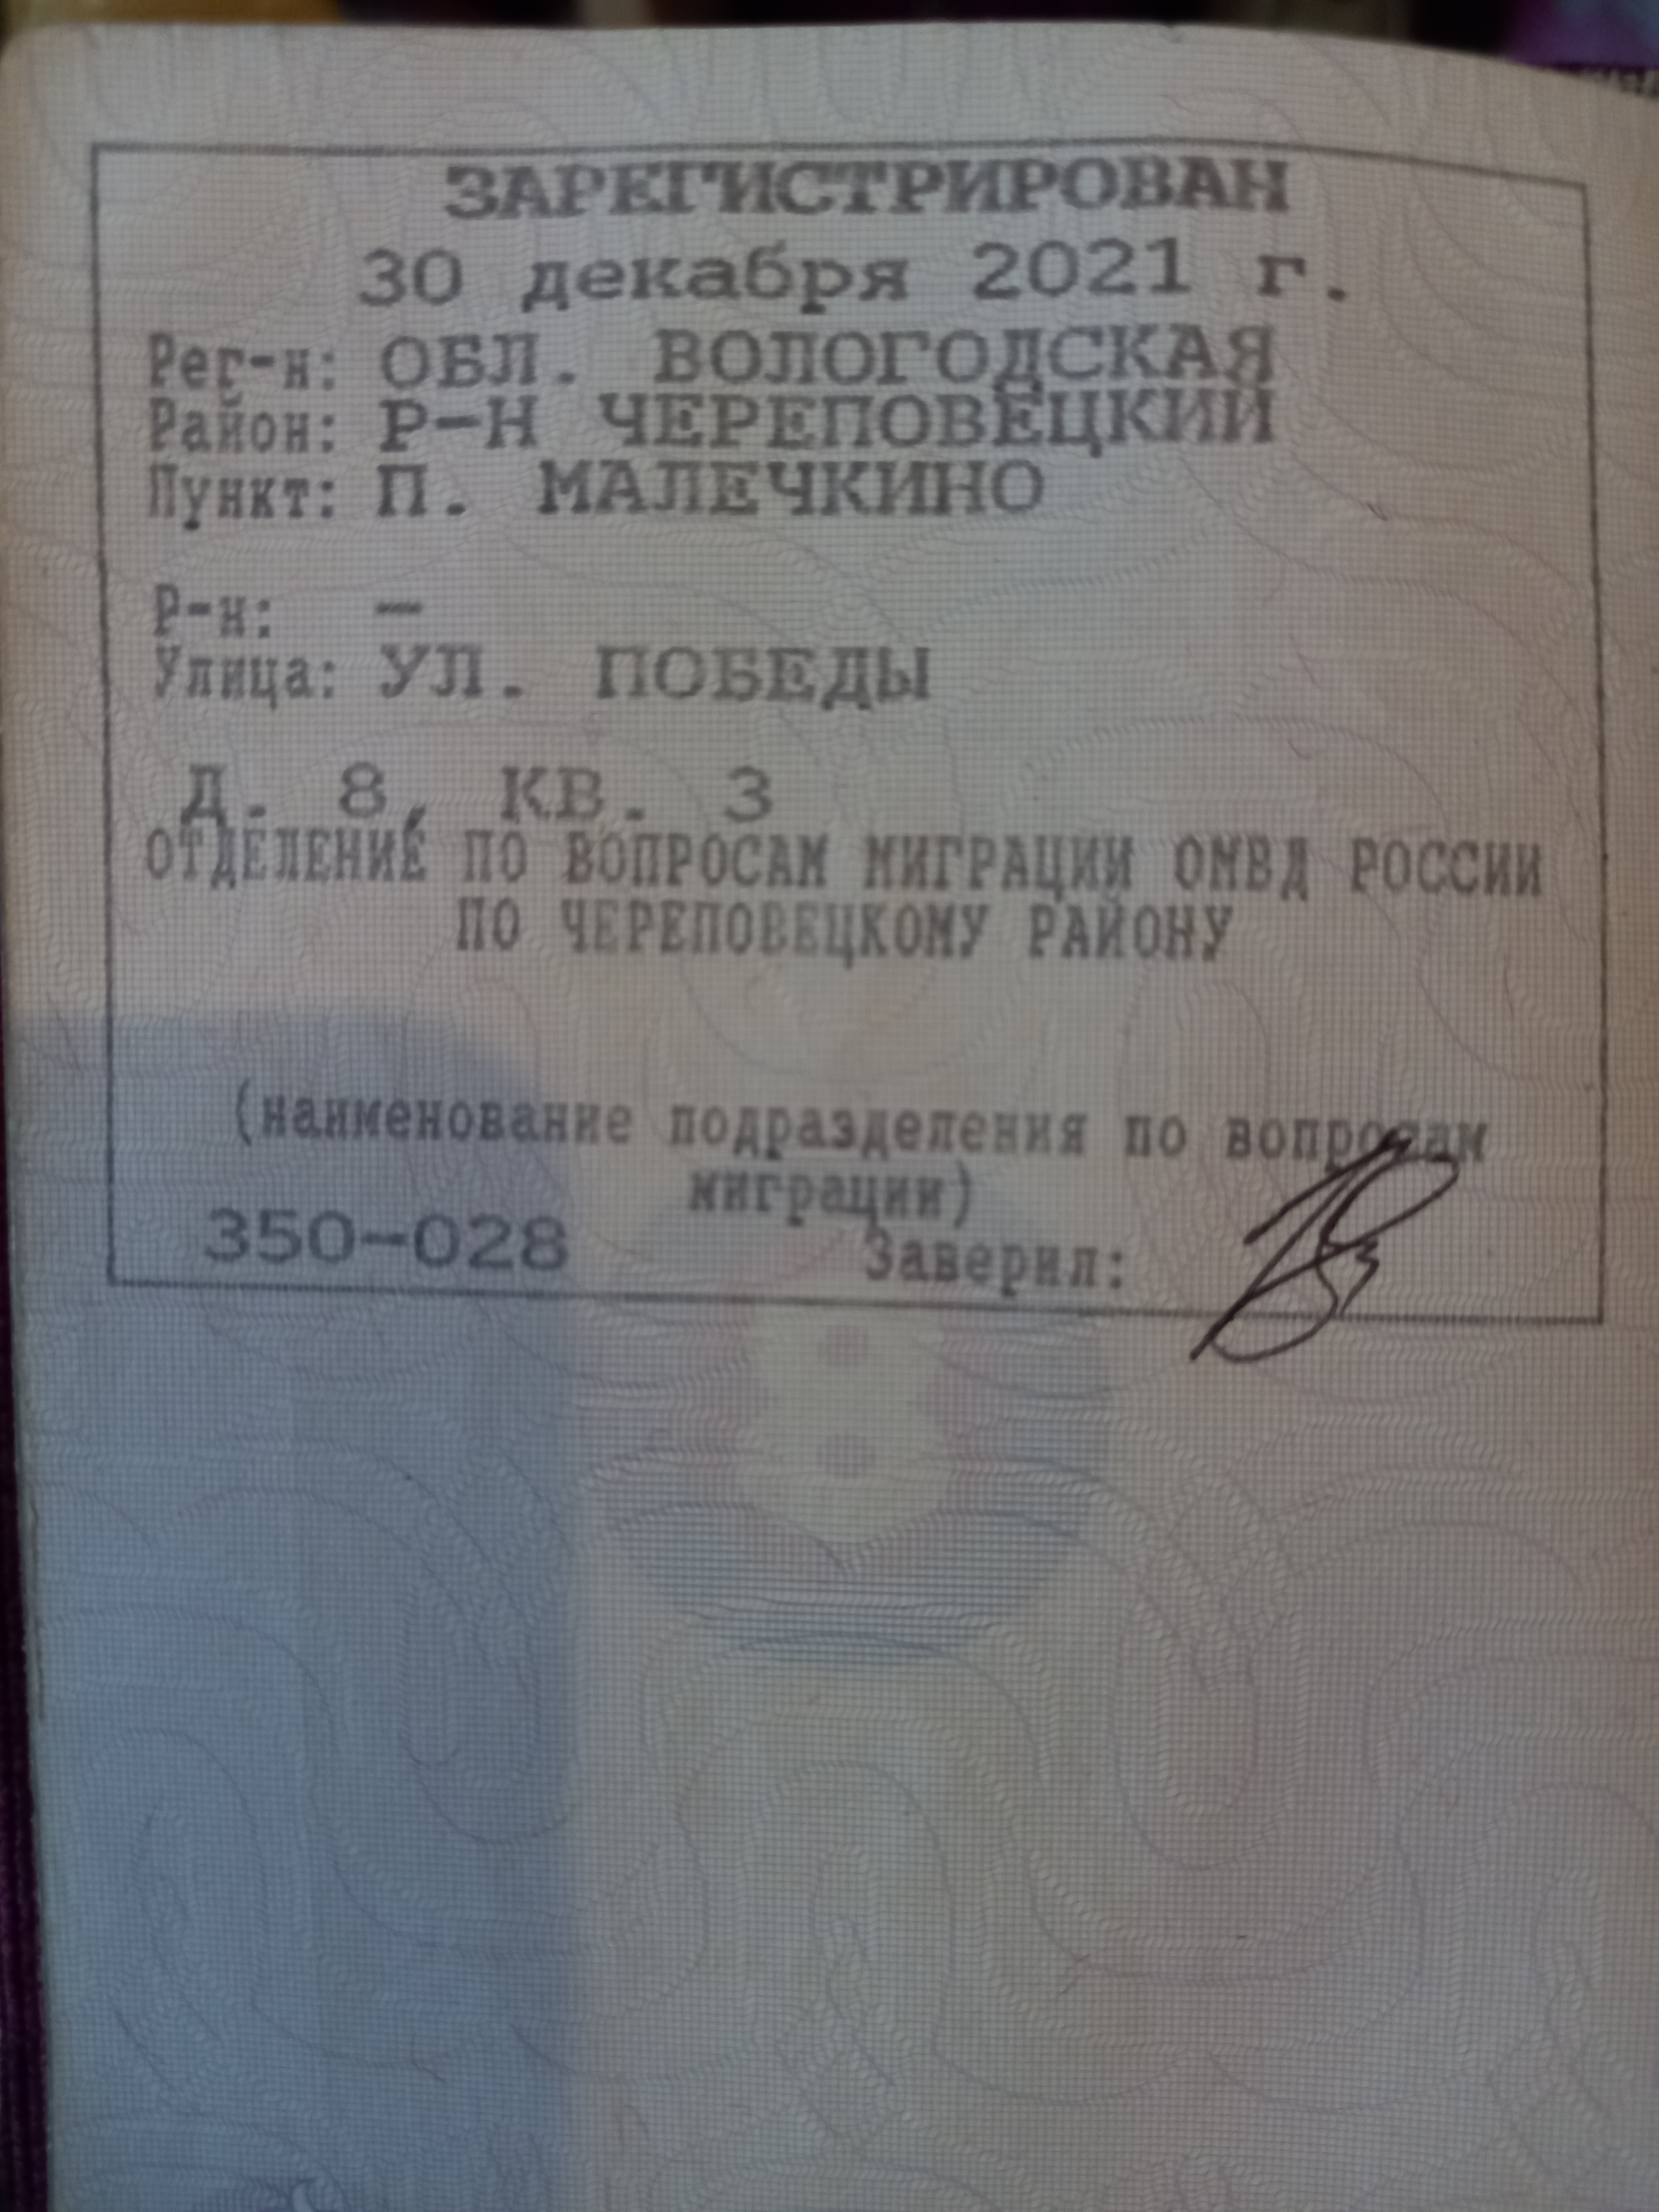 ЗАРЕГИСТРИРОВАН
30 декабря 2021 г.
Рег-н: ОБЛ. ВОЛОГОДСКАЯ
Район: Р-Н ЧЕРЕПОВЕЦКИЙ
Пункт: П. МАЛЕЧКИНО
Р-н: —
Улица: УЛ. ПОБЕДЫ
Д. 8, КВ. 3
ОТДЕЛЕНИЕ ПО ВОПРОСАМ МИГРАЦИИ ОМВД РОССИИ
ПО ЧЕРЕПОВЕЦКОМУ РАЙОНУ
(наименование подразделения по вопросам
миграции)
350-028 Заверил: